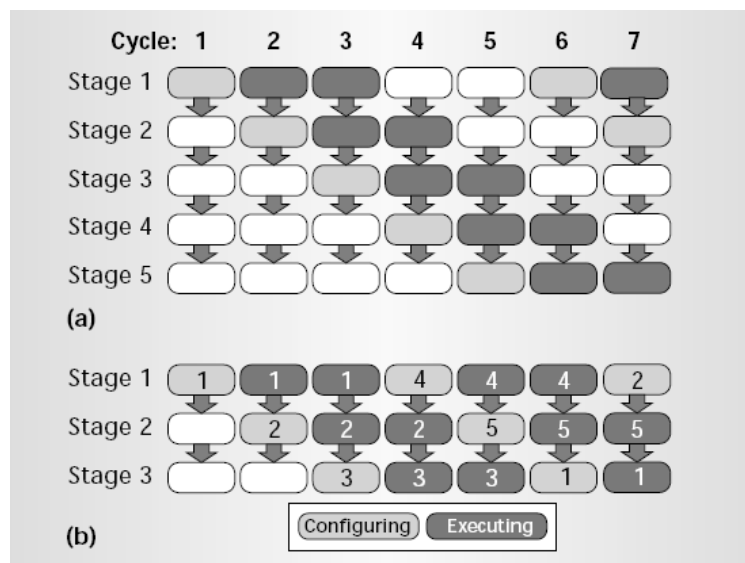 Cycle: 1 2 3 4 5 6 7
Stage 1
Stage 2
Stage 3
Stage 4
Stage 5
(a)
Stage 1 1 1 1 4 4 4 2
Stage 2 2 2 2 5 5 5
Stage 3 3 3 3 1 1
(b)
Configuring Executing